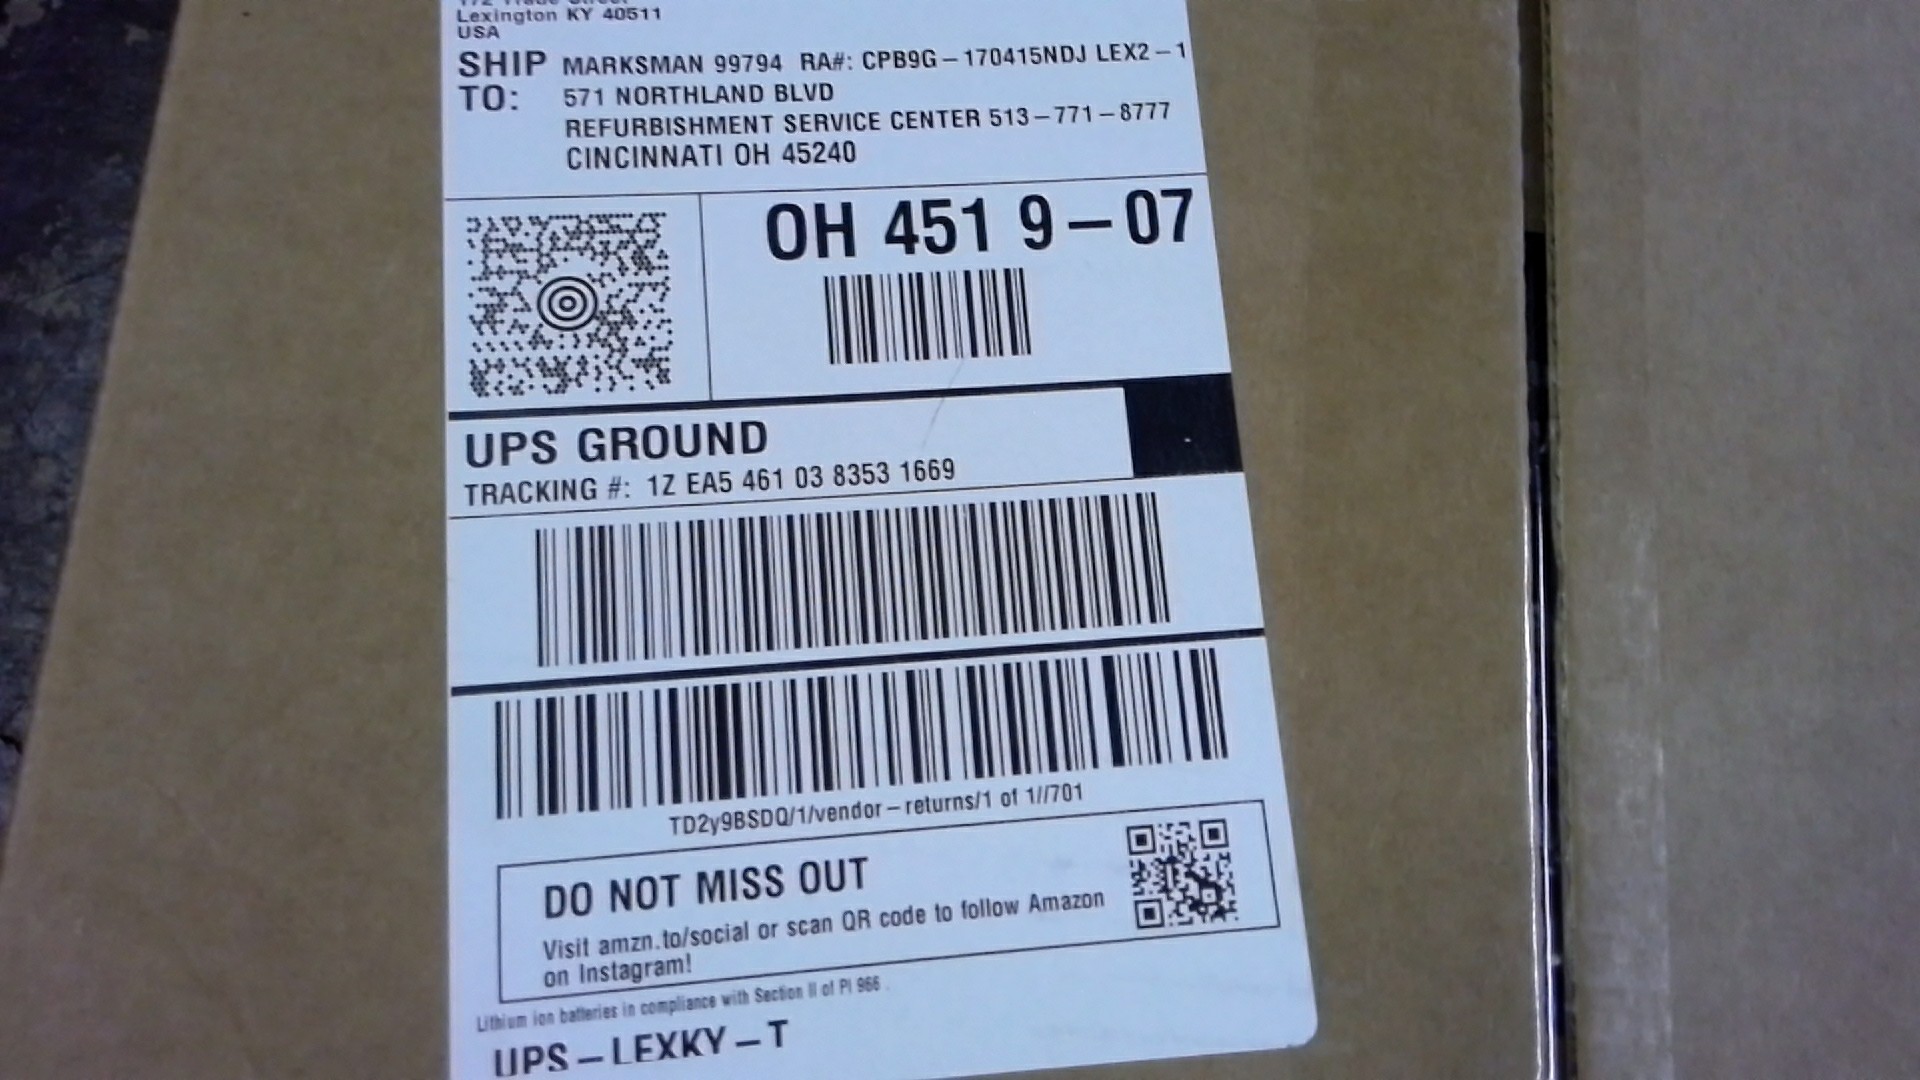 Lexington KY 40511
USA
SHIP TO: MARKSMAN 99794 RA#: CPB9G-170415NDJ LEX2-1
571 NORTHLAND BLVD
REFURBISHMENT SERVICE CENTER 513-771-8777
CINCINNATI OH 45240
OH 451 9-07
UPS GROUND
TRACKING #: 1Z EA5 461 03 8353 1669
TD2y9BSDQ/1/vendor-returns/1 of 1//701
DO NOT MISS OUT
Visit amzn.to/social or scan QR code to follow Amazon
on Instagram!
Lithium ion batteries in compliance with Section II of PI 966 .
UPS-LEXKY-T